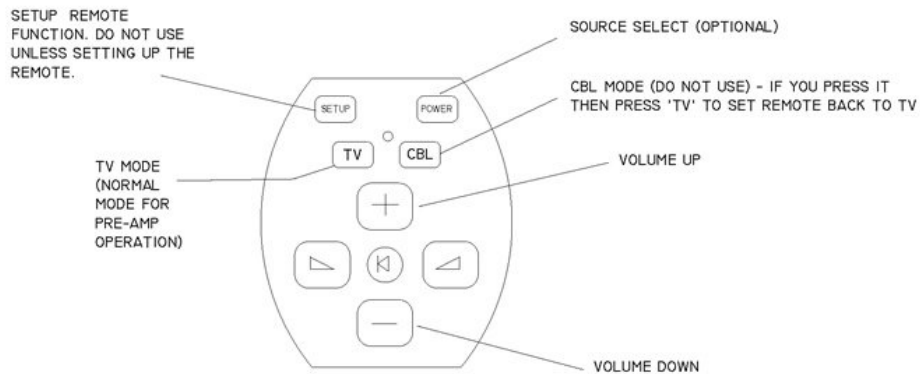 SETUP REMOTE
FUNCTION. DO NOT USE
UNLESS SETTING UP THE
REMOTE.
SOURCE SELECT (OPTIONAL)
CBL MODE (DO NOT USE) - IF YOU PRESS IT
THEN PRESS 'TV' TO SET REMOTE BACK TO TV
SETUP
POWER
TV
CBL
TV MODE
(NORMAL
MODE FOR
PRE-AMP
OPERATION)
VOLUME UP
VOLUME DOWN